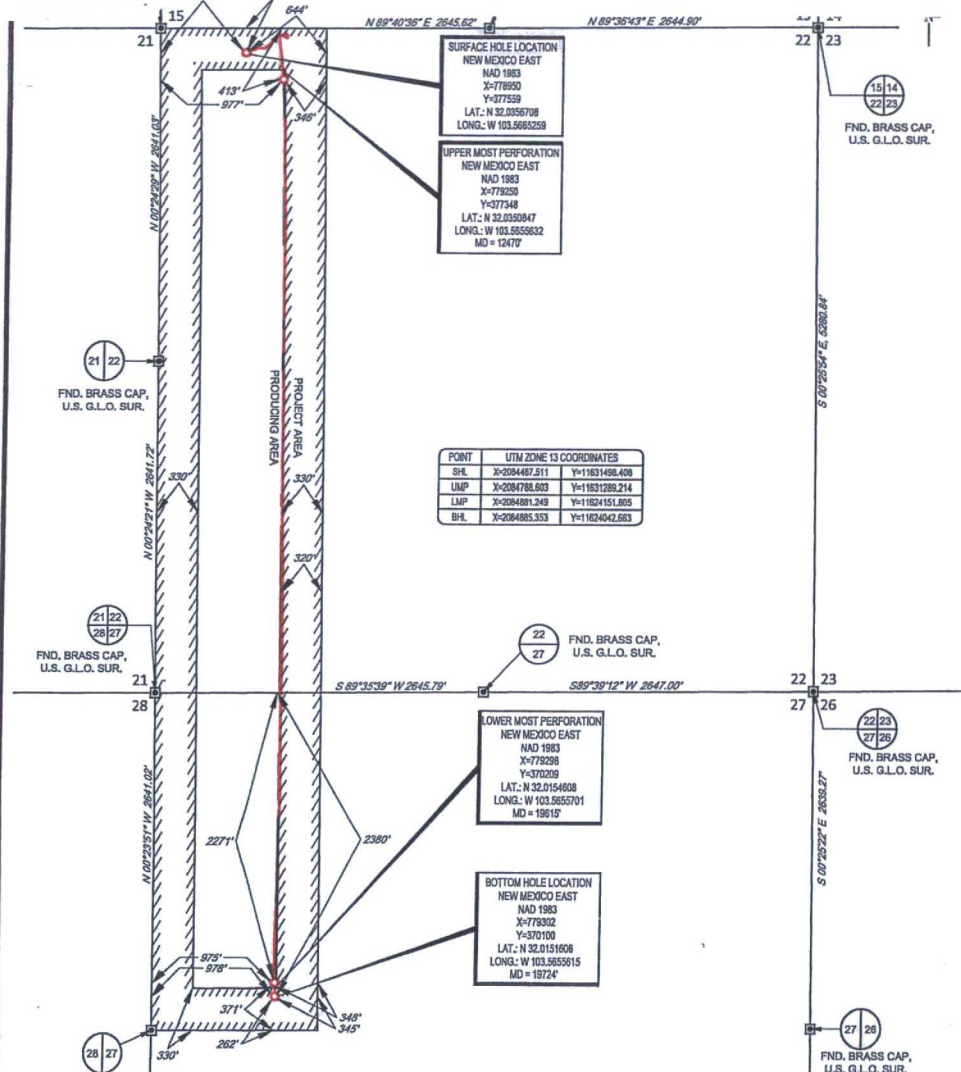 644'
N 89°40'36" E 2645.62'
N 89°36'43" E 2644.90'
15
21
22 23
SURFACE HOLE LOCATION
NEW MEXICO EAST
NAD 1983
X=778950
Y=377559
LAT.: N 32.0356708
LONG.: W 103.5665259
15 14
22 23
FND. BRASS CAP,
U.S. G.L.O. SUR.
413'
977'
346'
N 00°24'29" W 2641.03'
UPPER MOST PERFORATION
NEW MEXICO EAST
NAD 1983
X=779250
Y=377348
LAT.: N 32.0350847
LONG.: W 103.5655632
MD = 12470'
S 00°25'54" E, 5280.84'
21 22
FND. BRASS CAP,
U.S. G.L.O. SUR.
PROJECT AREA
PRODUCING AREA
N 00°24'21" W 2641.72'
330'
330'
320'
POINT UTM ZONE 13 COORDINATES
SHL X=2084487.511 Y=11631498.408
UMP X=2084788.603 Y=11631289.214
LMP X=2084881.249 Y=11624151.805
BHL X=2084885.353 Y=11624042.663
21 22
28 27
FND. BRASS CAP,
U.S. G.L.O. SUR.
22
27
FND. BRASS CAP,
U.S. G.L.O. SUR.
21
28
S 89°35'39" W 2645.79'
S89°39'12" W 2647.00'
22 23
27 26
22 23
27 26
FND. BRASS CAP,
U.S. G.L.O. SUR.
LOWER MOST PERFORATION
NEW MEXICO EAST
NAD 1983
X=779298
Y=370209
LAT.: N 32.0154608
LONG.: W 103.5655701
MD = 19615'
N 00°23'51" W 2641.02'
2271'
2380'
S 00°25'22" E 2639.27'
BOTTOM HOLE LOCATION
NEW MEXICO EAST
NAD 1983
X=779302
Y=370100
LAT.: N 32.0151606
LONG.: W 103.5655615
MD = 19724'
975'
978'
371'
348'
345'
262'
330'
28 27
27 26
FND. BRASS CAP,
U.S. G.L.O. SUR.